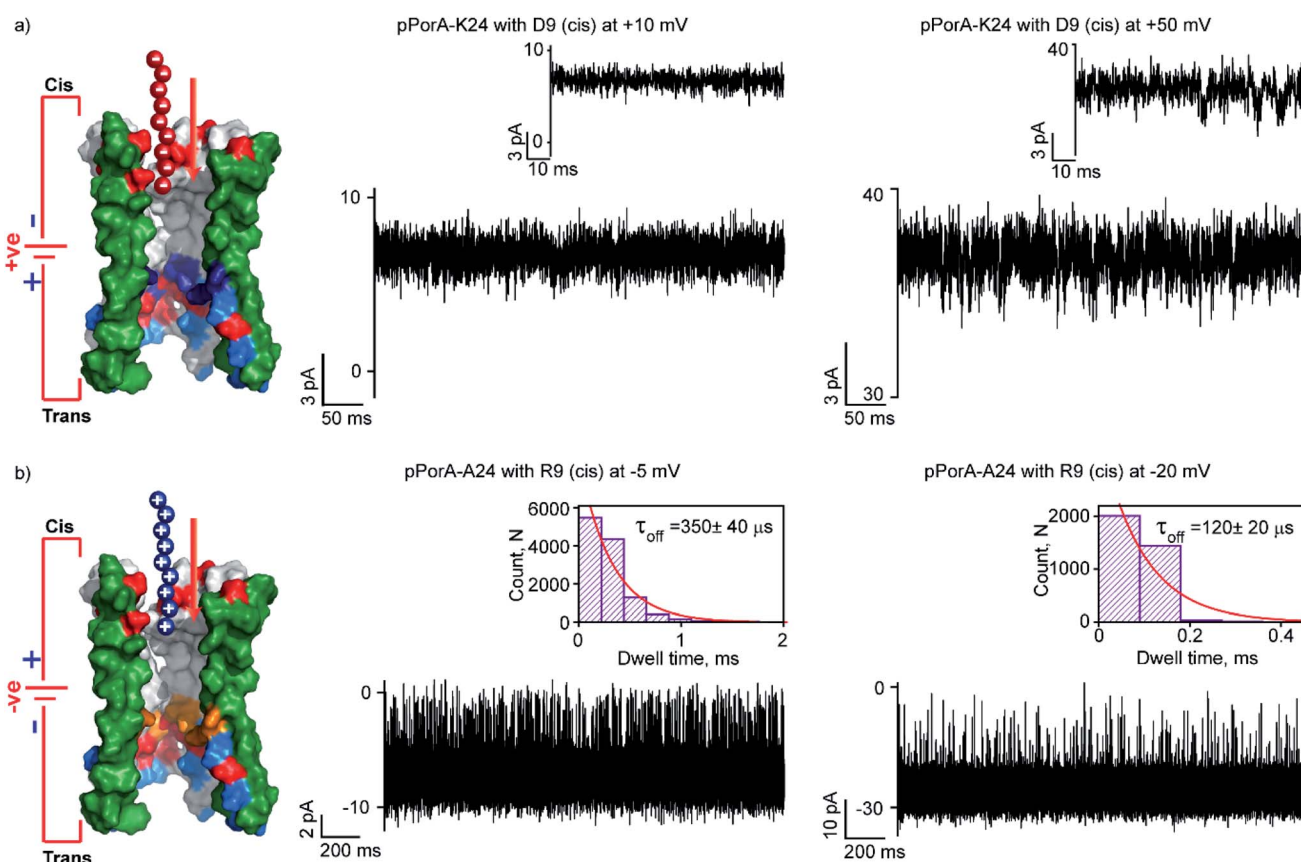 a)
Cis
-
+ve
+
Trans
pPorA-K24 with D9 (cis) at +10 mV
10
0
3 pA
10 ms
10
0
3 pA
50 ms
pPorA-K24 with D9 (cis) at +50 mV
40
3 pA
10 ms
40
30
3 pA
50 ms
b)
Cis
+
-ve
-
Trans
pPorA-A24 with R9 (cis) at -5 mV
6000
4000
2000
0
Count, N
τoff =350± 40 μs
0 1 2
Dwell time, ms
0
-10
2 pA
200 ms
pPorA-A24 with R9 (cis) at -20 mV
2000
1000
0
Count, N
τoff =120± 20 μs
0 0.2 0.4
Dwell time, ms
0
-30
10 pA
200 ms